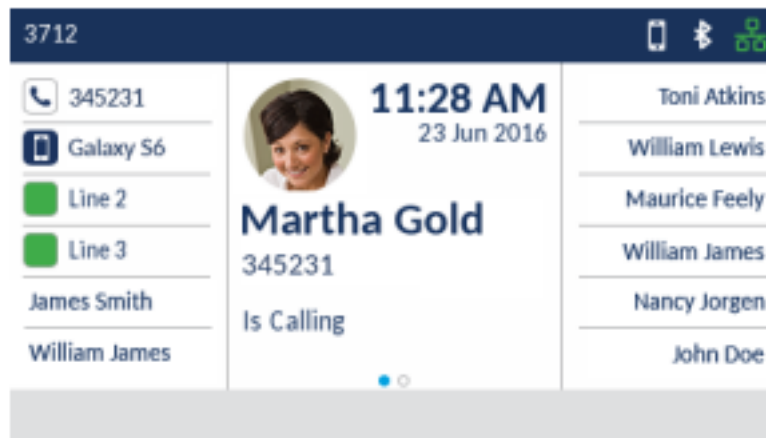 3712
345231
Galaxy S6
Line 2
Line 3
James Smith
William James
11:28 AM
23 Jun 2016
Martha Gold
345231
Is Calling
Toni Atkins
William Lewis
Maurice Feely
William James
Nancy Jorgen
John Doe